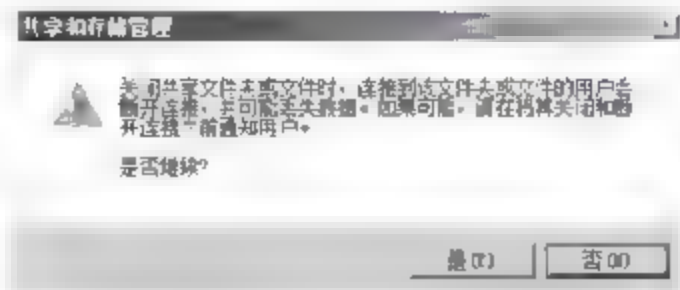 共享和存储管理
关闭共享文件夹或文件时，连接到该文件夹或文件的用户会
断开连接，并可能丢失数据。如果可能，请在将其关闭和断
开连接之前通知用户。
是否继续?
是(Y)
否(N)